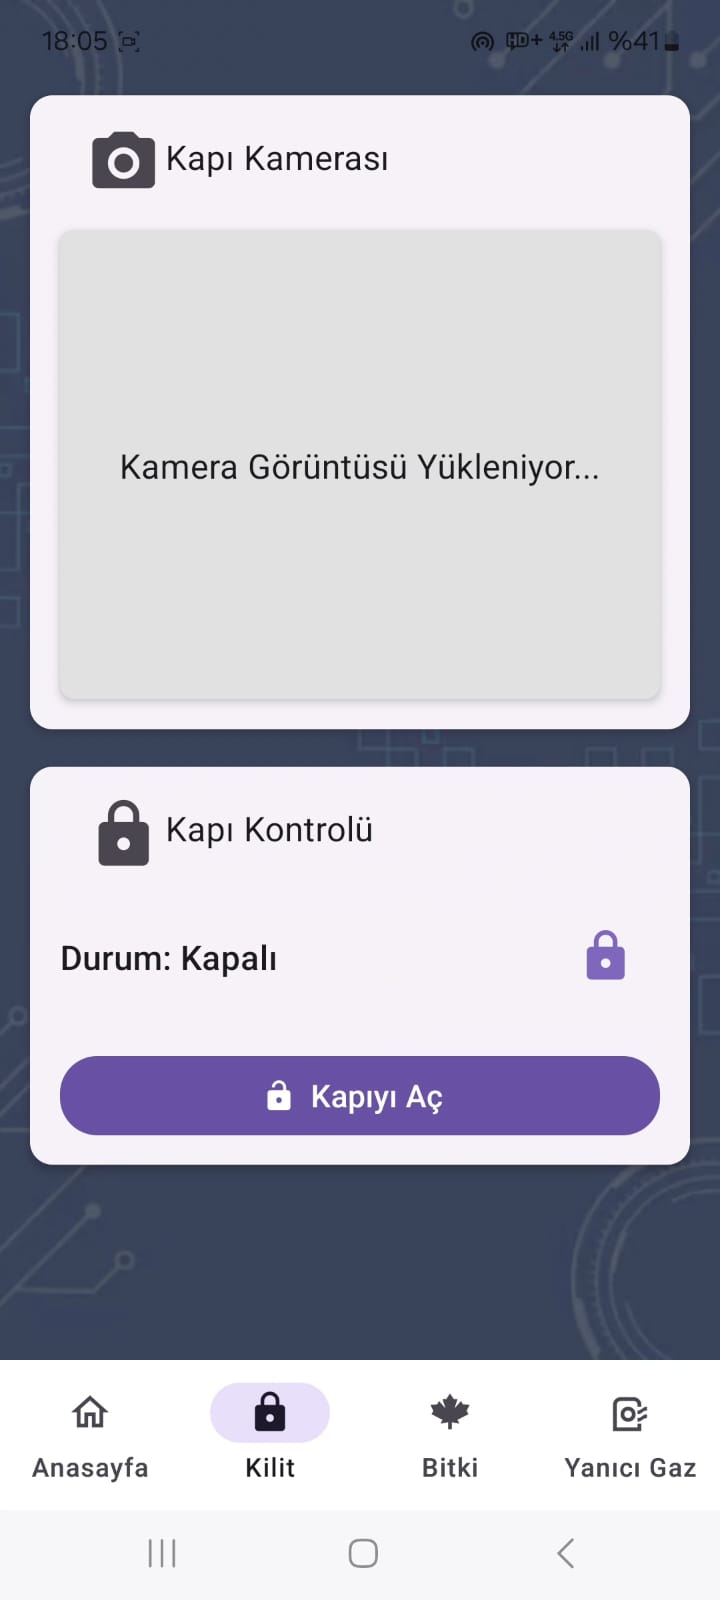 18:05
HD+ 4.5G %41
Kapı Kamerası
Kamera Görüntüsü Yükleniyor...
Kapı Kontrolü
Durum: Kapalı
Kapıyı Aç
Anasayfa Kilit Bitki Yanıcı Gaz